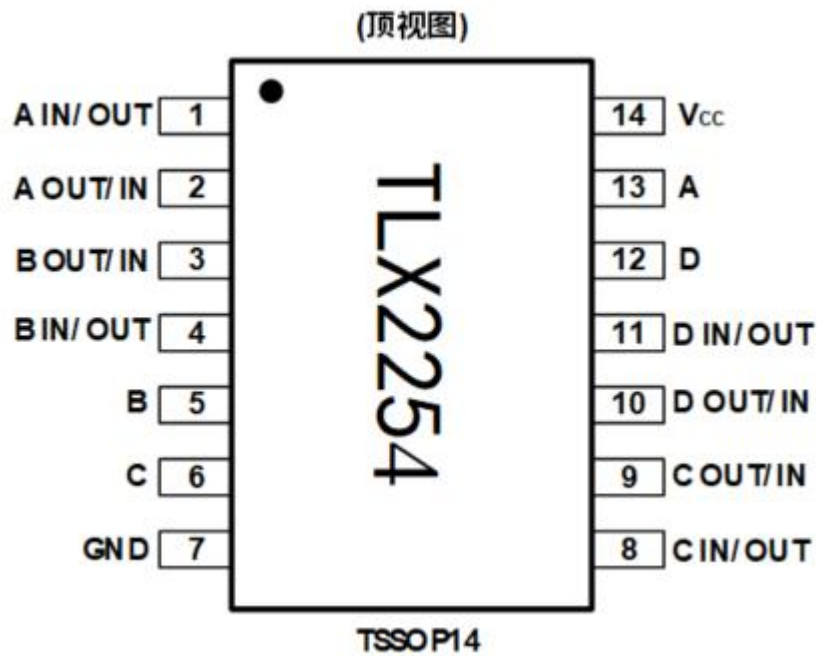 (顶视图)
A IN/OUT 1 14 Vcc
A OUT/IN 2 13 A
B OUT/IN 3 12 D
B IN/OUT 4 11 D IN/OUT
B 5 10 D OUT/IN
C 6 9 C OUT/IN
GND 7 8 C IN/OUT
TLX2254
TSSOP14